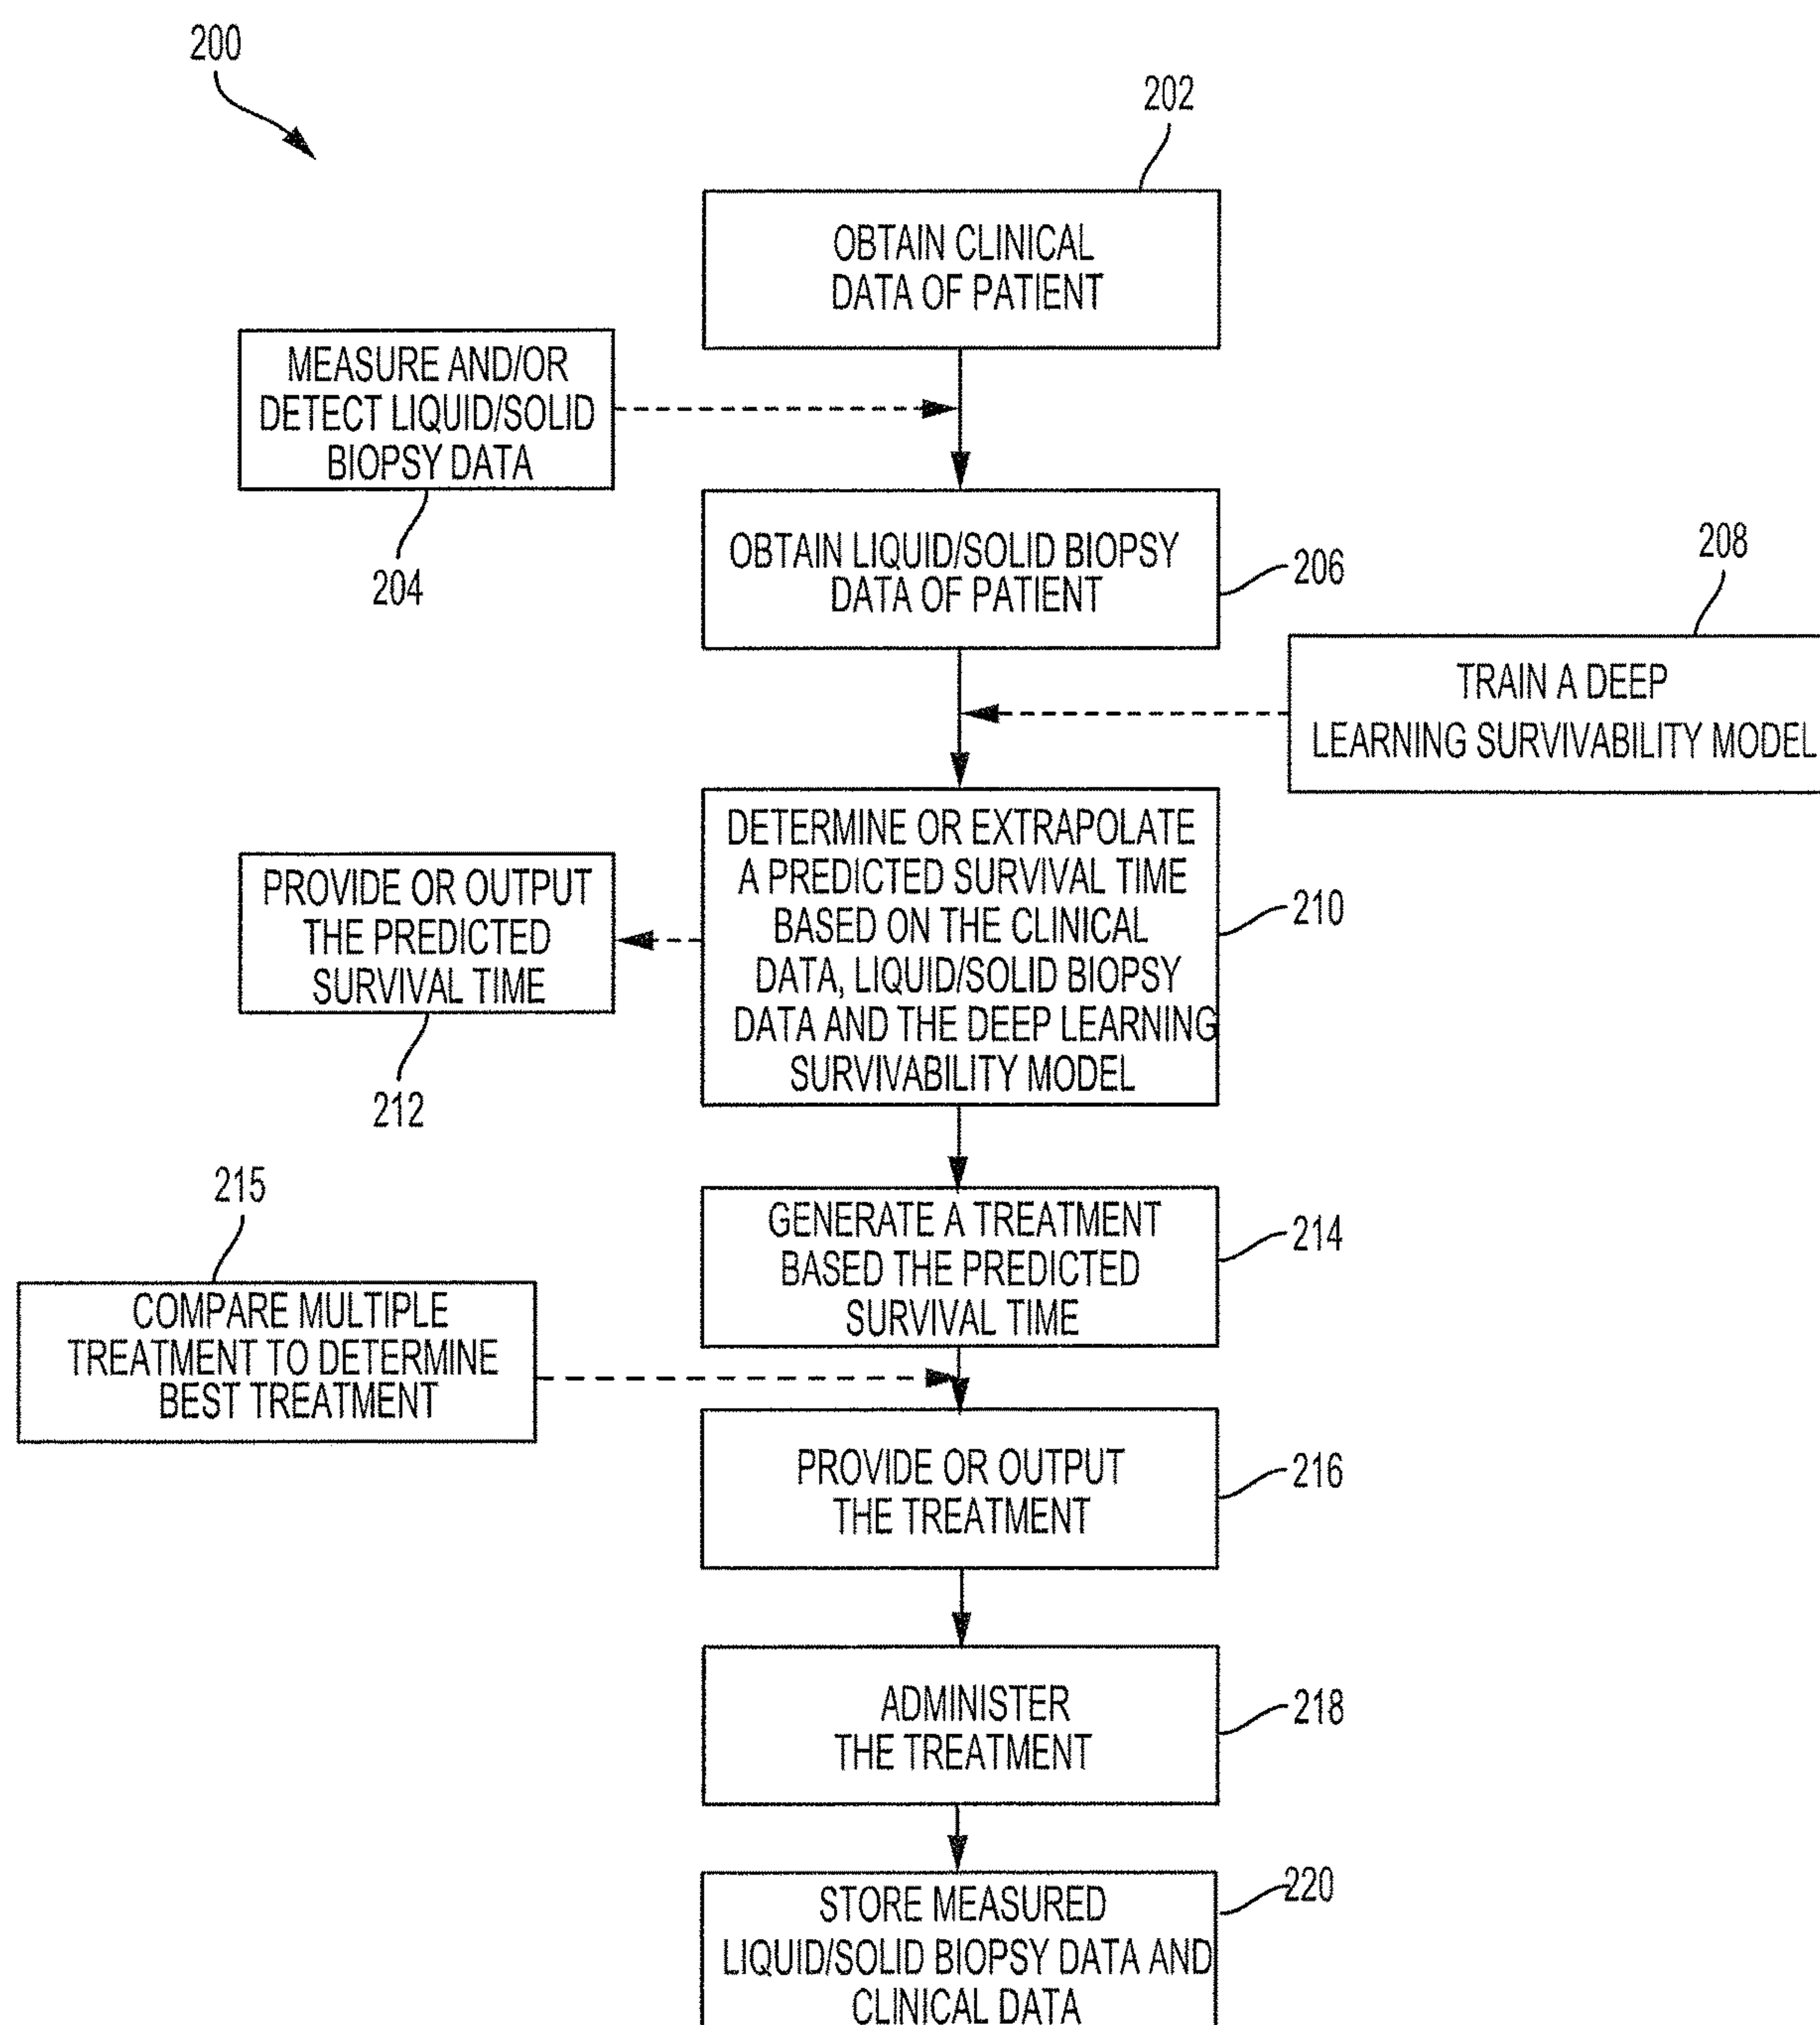 200
202
OBTAIN CLINICAL
DATA OF PATIENT
MEASURE AND/OR
DETECT LIQUID/SOLID
BIOPSY DATA
204
OBTAIN LIQUID/SOLID BIOPSY
DATA OF PATIENT
206
208
TRAIN A DEEP
LEARNING SURVIVABILITY MODEL
DETERMINE OR EXTRAPOLATE
A PREDICTED SURVIVAL TIME
BASED ON THE CLINICAL
DATA, LIQUID/SOLID BIOPSY
DATA AND THE DEEP LEARNING
SURVIVABILITY MODEL
210
PROVIDE OR OUTPUT
THE PREDICTED
SURVIVAL TIME
212
GENERATE A TREATMENT
BASED THE PREDICTED
SURVIVAL TIME
214
215
COMPARE MULTIPLE
TREATMENT TO DETERMINE
BEST TREATMENT
PROVIDE OR OUTPUT
THE TREATMENT
216
ADMINISTER
THE TREATMENT
218
STORE MEASURED
LIQUID/SOLID BIOPSY DATA AND
CLINICAL DATA
220